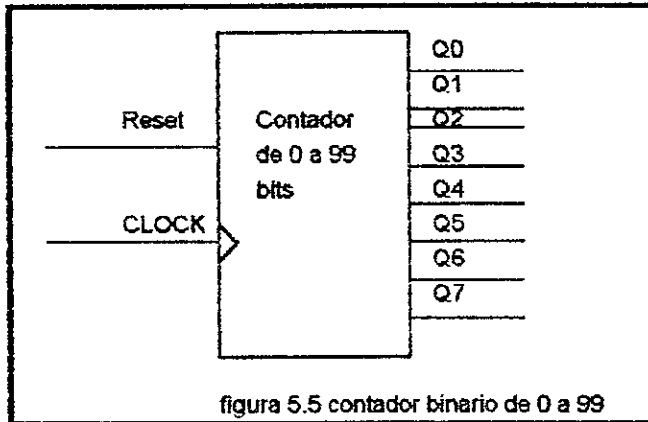 Q0
Q1
Reset
Contador
Q2
de 0 a 99
Q3
bits
Q4
CLOCK
Q5
Q6
Q7
figura 5.5 contador binario de 0 a 99